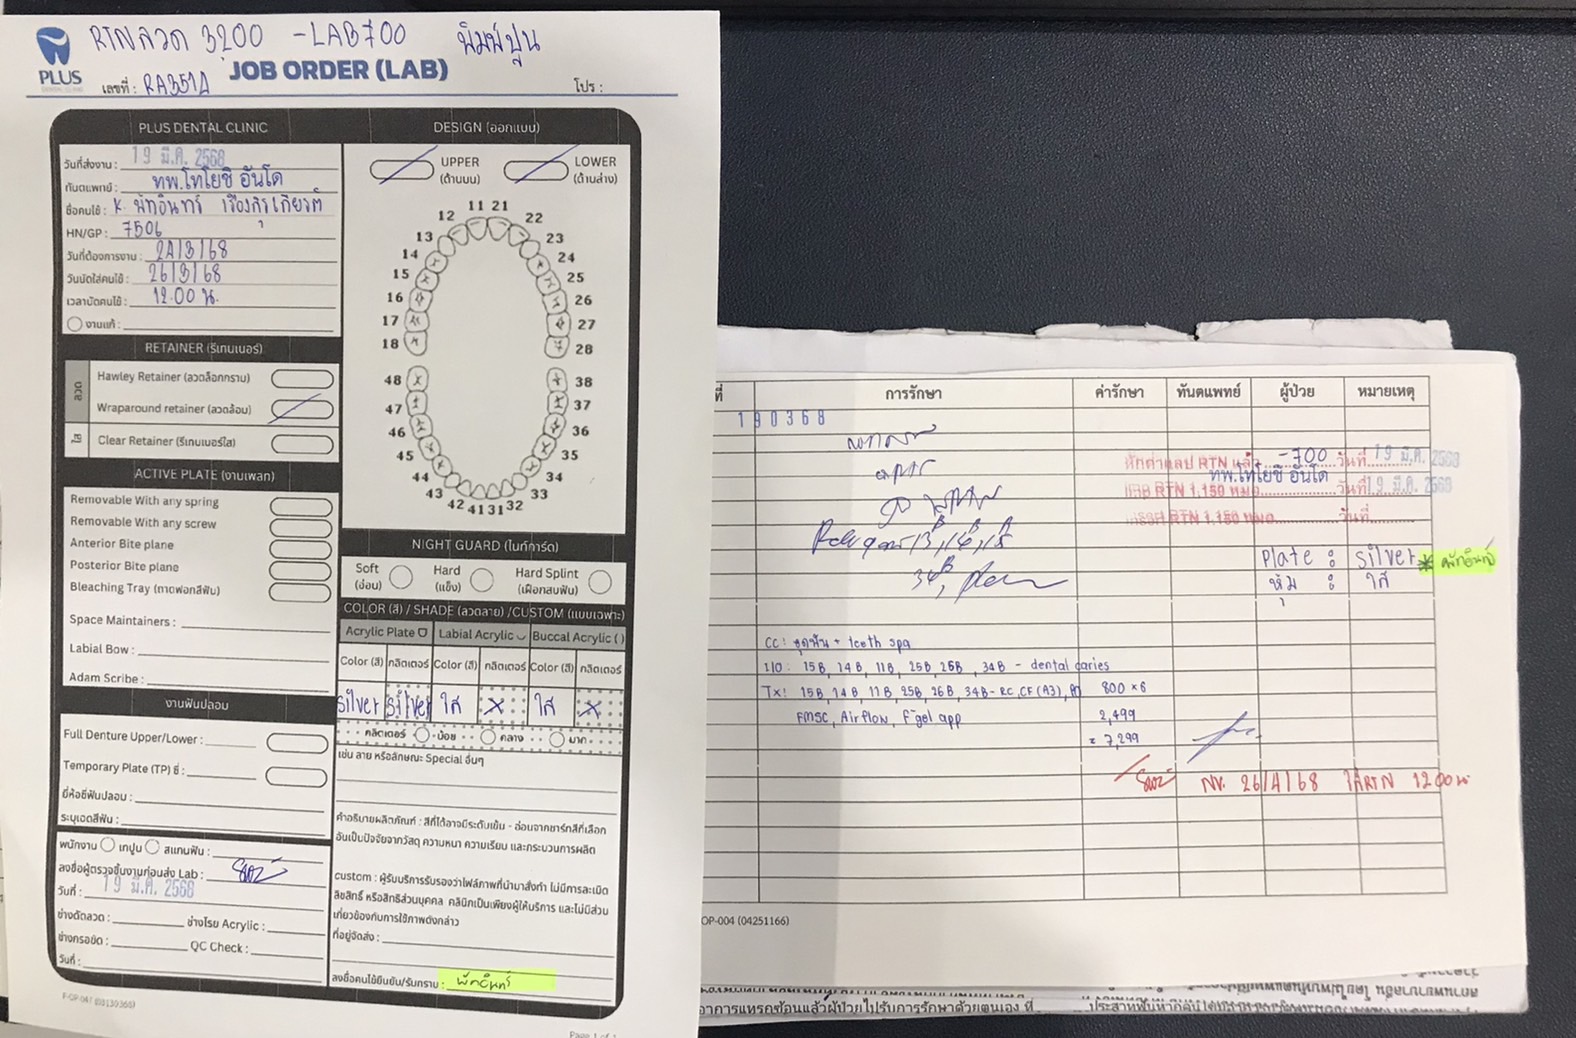 RTNลวด 3200 -LAB700 พิมพ์ปูน
PLUS
DENTAL CLINIC
JOB ORDER (LAB)
เลขที่ : RA351A
โปร :
PLUS DENTAL CLINIC
วันที่ส่งงาน : 19 มี.ค. 2568
ทันตแพทย์ : ทพ.โทโยชิ อันโด
ชื่อคนไข้ : K. พัทอินทร์
HN/GP : 7506
วันที่ต้องการงาน : 2A/3/68
วันนัดใส่คนไข้ : 26/3/68
เวลานัดคนไข้ : 12.00 น.
งานแก้ :
RETAINER (รีเทนเนอร์)
ลวด
Hawley Retainer (ลวดล็อกกราม)
Wraparound retainer (ลวดล้อม)
ใส
Clear Retainer (รีเทนเนอร์ใส)
ACTIVE PLATE (งานเพลท)
Removable With any spring
Removable With any screw
Anterior Bite plane
Posterior Bite plane
Bleaching Tray (ถาดฟอกสีฟัน)
Space Maintainers :
Labial Bow :
Adam Scribe :
งานฟันปลอม
Full Denture Upper/Lower :
Temporary Plate (TP) ซี่ :
ยี่ห้อซี่ฟันปลอม :
ระบุเฉดสีฟัน :
พนักงาน เทปูน สแกนฟัน :
ลงชื่อผู้ตรวจชิ้นงานก่อนส่ง Lab :
วันที่ : 19 มี.ค. 2568
ช่างดัดลวด : ช่างโรย Acrylic :
ช่างกรอขัด : QC Check :
วันที่ :
DESIGN (ออกแบบ)
UPPER (ด้านบน)
LOWER (ด้านล่าง)
11 21
12 22
13 23
14 24
15 25
16 26
17 27
18 28
48 38
47 37
46 36
45 35
44 34
43 33
42 41 31 32
NIGHT GUARD (ไนท์การ์ด)
Soft (อ่อน)
Hard (แข็ง)
Hard Splint (เฝือกสบฟัน)
COLOR (สี) / SHADE (ลวดลาย) /CUSTOM (แบบเฉพาะ)
Acrylic Plate Labial Acrylic Buccal Acrylic ( )
Color (สี) กลิตเตอร์ Color (สี) กลิตเตอร์ Color (สี) กลิตเตอร์
silver silver ใส X ใส X
กลิตเตอร์ น้อย กลาง มาก
เช่น ลาย หรือลักษณะ Special อื่นๆ
คำอธิบายผลิตภัณฑ์ : สีที่ได้อาจมีระดับเข้ม - อ่อนจากชาร์ทสีที่เลือก
อันเป็นปัจจัยจากวัสดุ ความหนา ความเรียบ และกระบวนการผลิต
custom : ผู้รับบริการรับรองว่าไฟล์ภาพที่นำมาสั่งทำ ไม่มีการละเมิด
ลิขสิทธิ์ หรือสิทธิส่วนบุคคล คลินิกเป็นเพียงผู้ให้บริการ และไม่มีส่วน
เกี่ยวข้องกับการใช้ภาพดังกล่าว
ที่อยู่จัดส่ง :
ลงชื่อคนไข้ยืนยัน/รับทราบ : พัทอินทร์
Page 1 of 1
ที่ การรักษา ค่ารักษา ทันตแพทย์ ผู้ป่วย หมายเหตุ
190368
หักค่าแลป RTN แล้ว -700 วันที่ 19 มี.ค. 2568
ทพ.โทโยชิ อันโด
RTN 1,150 หมอ วันที่ 19 มี.ค. 2568
RTN 1,150 หมอ วันที่
Plate : silver พัทอินทร์
หุ้ม : ใส
CC: ขูดฟัน + teeth spa
I/O: 15B, 14B, 11B, 25B, 26B, 34B - dental caries
Tx: 15B, 14B, 11B, 25B, 26B, 34B - RC, CF (A3), PO 800 x 6
FMSC, Airflow, F- gel app 2,499
= 7,299
NV. 26/4/68 ใส่RTN 12.00 น.
OP-004 (04251166)
อาการแทรกซ้อนแล้วผู้ป่วยไปรับการรักษาด้วยตนเอง ที่